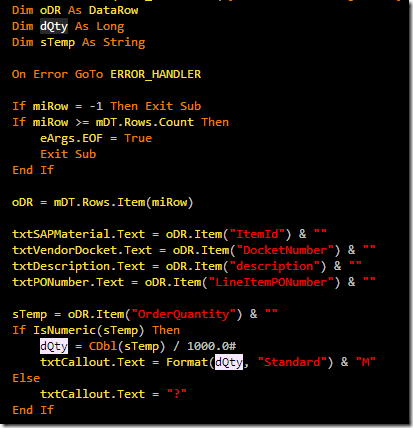 Dim oDR As DataRow
Dim dQty As Long
Dim sTemp As String
On Error GoTo ERROR_HANDLER
If miRow = -1 Then Exit Sub
If miRow >= mDT.Rows.Count Then
eArgs.EOF = True
Exit Sub
End If
oDR = mDT.Rows.Item(miRow)
txtSAPMaterial.Text = oDR.Item("ItemId") & ""
txtVendorDocket.Text = oDR.Item("DocketNumber") & ""
txtDescription.Text = oDR.Item("description") & ""
txtPONumber.Text = oDR.Item("LineItemPONumber") & ""
sTemp = oDR.Item("OrderQuantity") & ""
If IsNumeric(sTemp) Then
dQty = CDbl(sTemp) / 1000.0#
txtCallout.Text = Format(dQty, "Standard") & "M"
Else
txtCallout.Text = "?"
End If